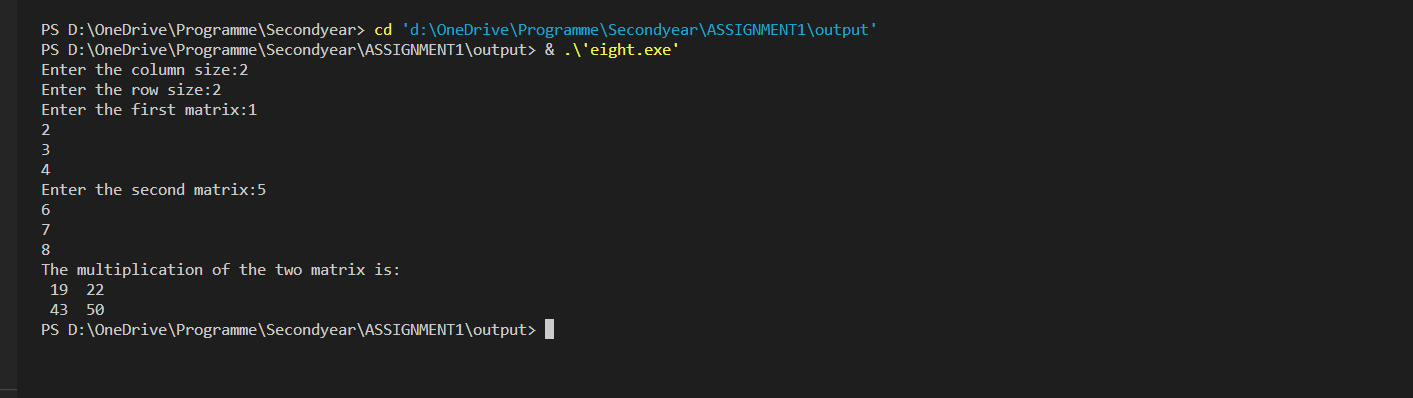 PS D:\OneDrive\Programme\Secondyear> cd 'd:\OneDrive\Programme\Secondyear\ASSIGNMENT1\output'
PS D:\OneDrive\Programme\Secondyear\ASSIGNMENT1\output> & .\'eight.exe'
Enter the column size:2
Enter the row size:2
Enter the first matrix:1
2
3
4
Enter the second matrix:5
6
7
8
The multiplication of the two matrix is:
 19  22
 43  50
PS D:\OneDrive\Programme\Secondyear\ASSIGNMENT1\output>